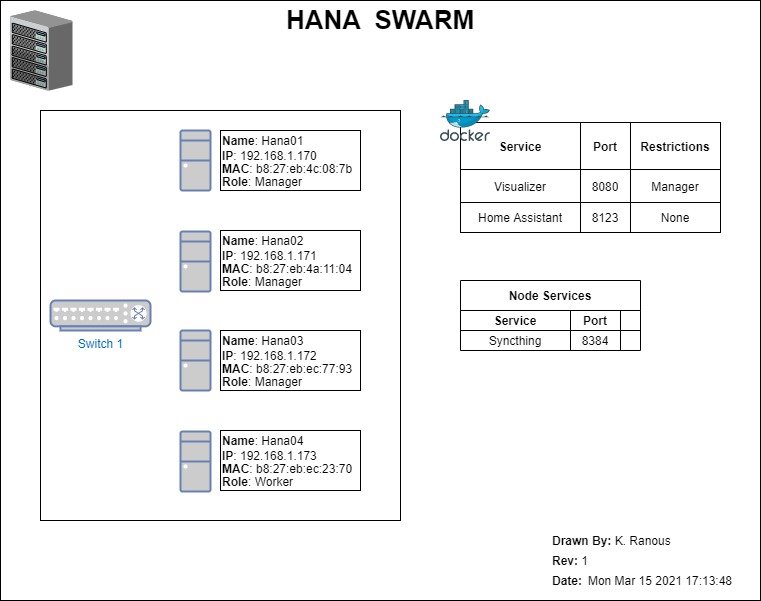 HANA SWARM
Name: Hana01
IP: 192.168.1.170
MAC: b8:27:eb:4c:08:7b
Role: Manager
Name: Hana02
IP: 192.168.1.171
MAC: b8:27:eb:4a:11:04
Role: Manager
Switch 1
Name: Hana03
IP: 192.168.1.172
MAC: b8:27:eb:ec:77:93
Role: Manager
Name: Hana04
IP: 192.168.1.173
MAC: b8:27:eb:ec:23:70
Role: Worker
docker
Service Port Restrictions
Visualizer 8080 Manager
Home Assistant 8123 None
Node Services
Service Port
Syncthing 8384
Drawn By: K. Ranous
Rev: 1
Date: Mon Mar 15 2021 17:13:48